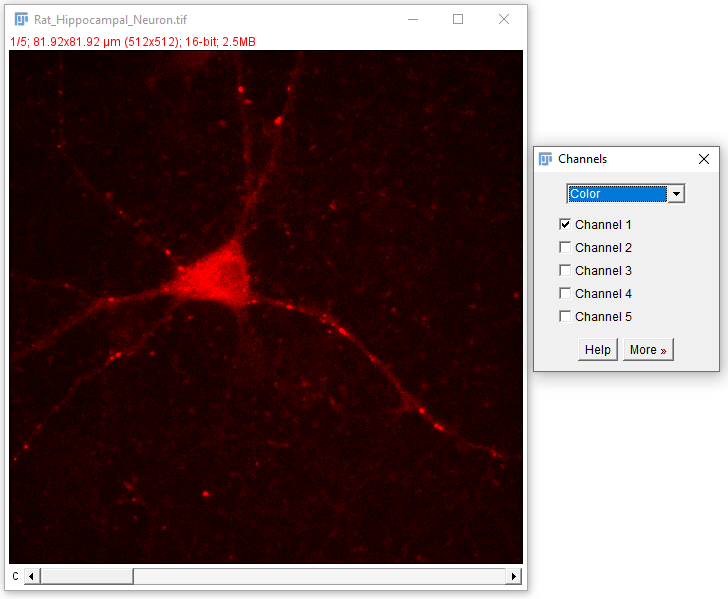 Rat_Hippocampal_Neuron.tif
1/5; 81.92x81.92 µm (512x512); 16-bit; 2.5MB
Channels
Color
Channel 1
Channel 2
Channel 3
Channel 4
Channel 5
Help More »
C